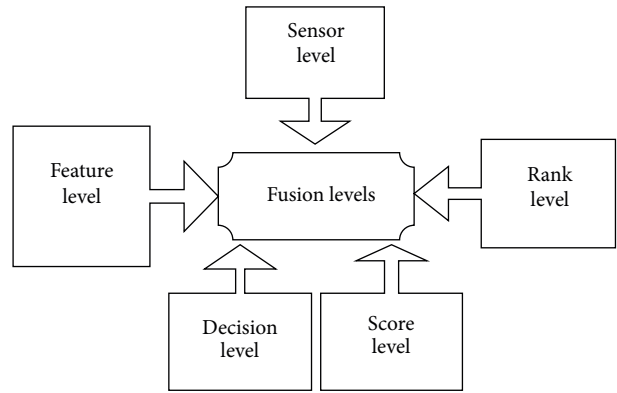 Sensor
level
Feature
level
Fusion levels
Rank
level
Decision
level
Score
level